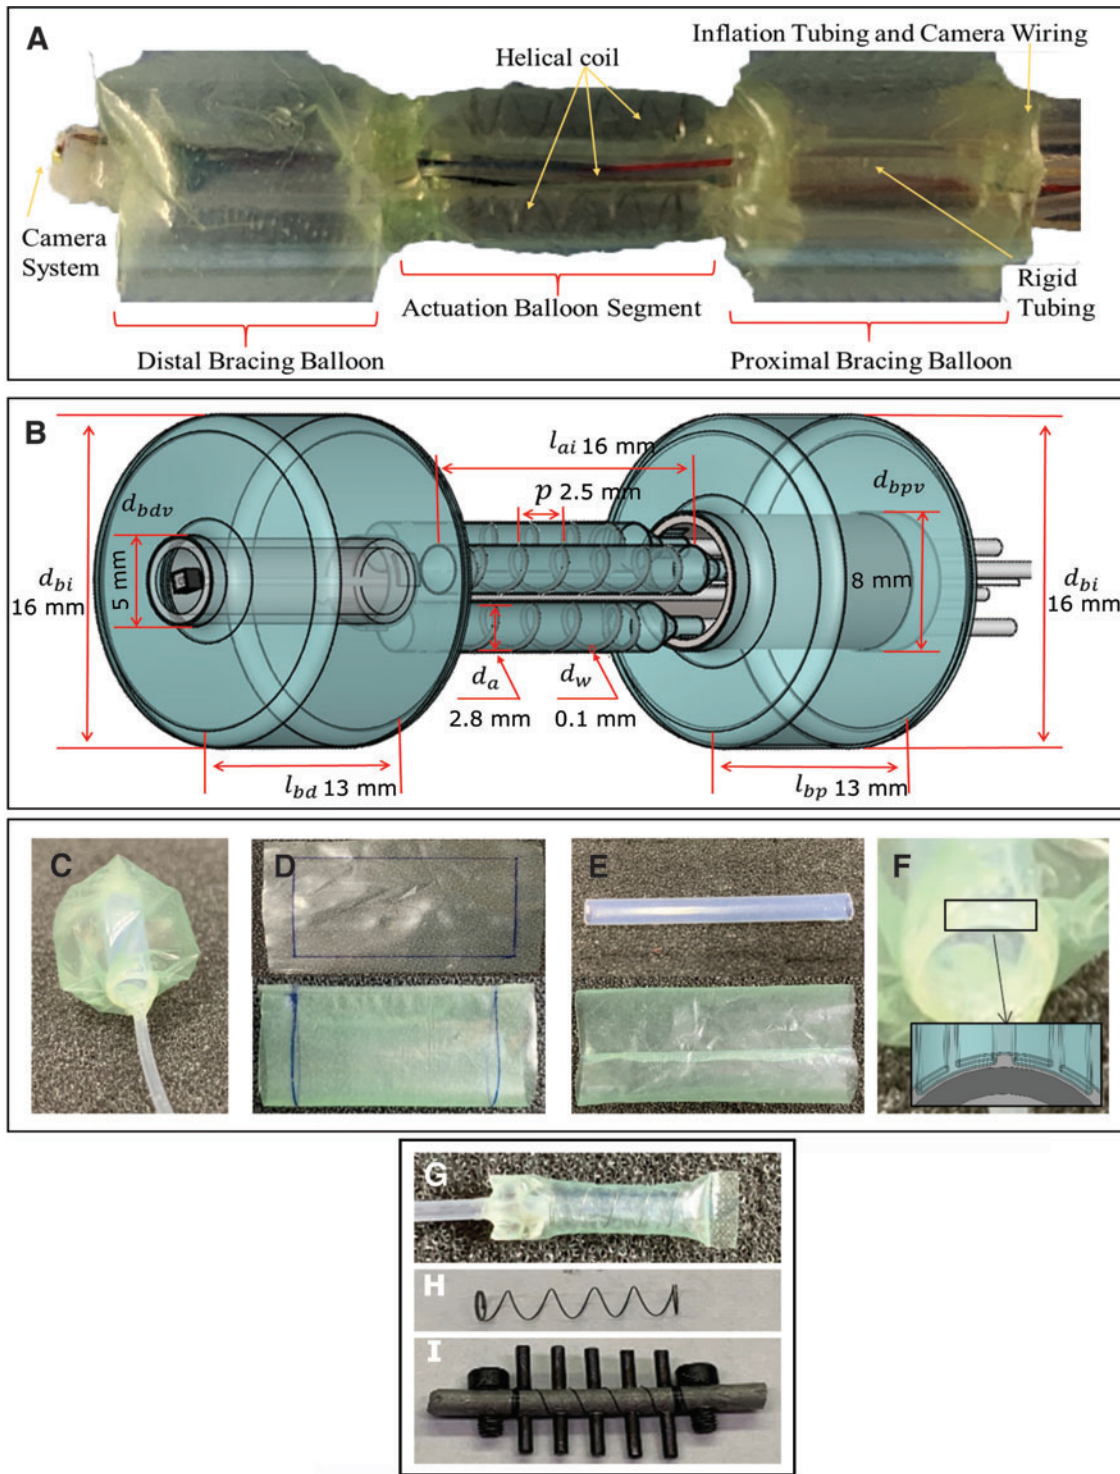 A
Inflation Tubing and Camera Wiring
Helical coil
Camera
System
Rigid
Tubing
Actuation Balloon Segment
Distal Bracing Balloon
Proximal Bracing Balloon
B
l_ai 16 mm
p 2.5 mm
d_bdv
d_bpv
d_bi
16 mm
5 mm
8 mm
d_bi
16 mm
d_a
2.8 mm
d_w
0.1 mm
l_bd 13 mm
l_bp 13 mm
C
D
E
F
G
H
I